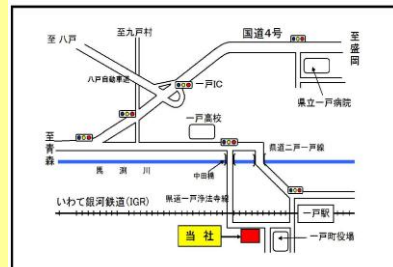 至 八戸
至九戸村
国道4号
至盛岡
八戸自動車道
一戸IC
県立一戸病院
一戸高校
至青森
県道二戸一戸線
馬 淵 川
中田橋
県道一戸浄法寺線
いわて銀河鉄道(IGR)
一戸駅
当 社
一戸町役場